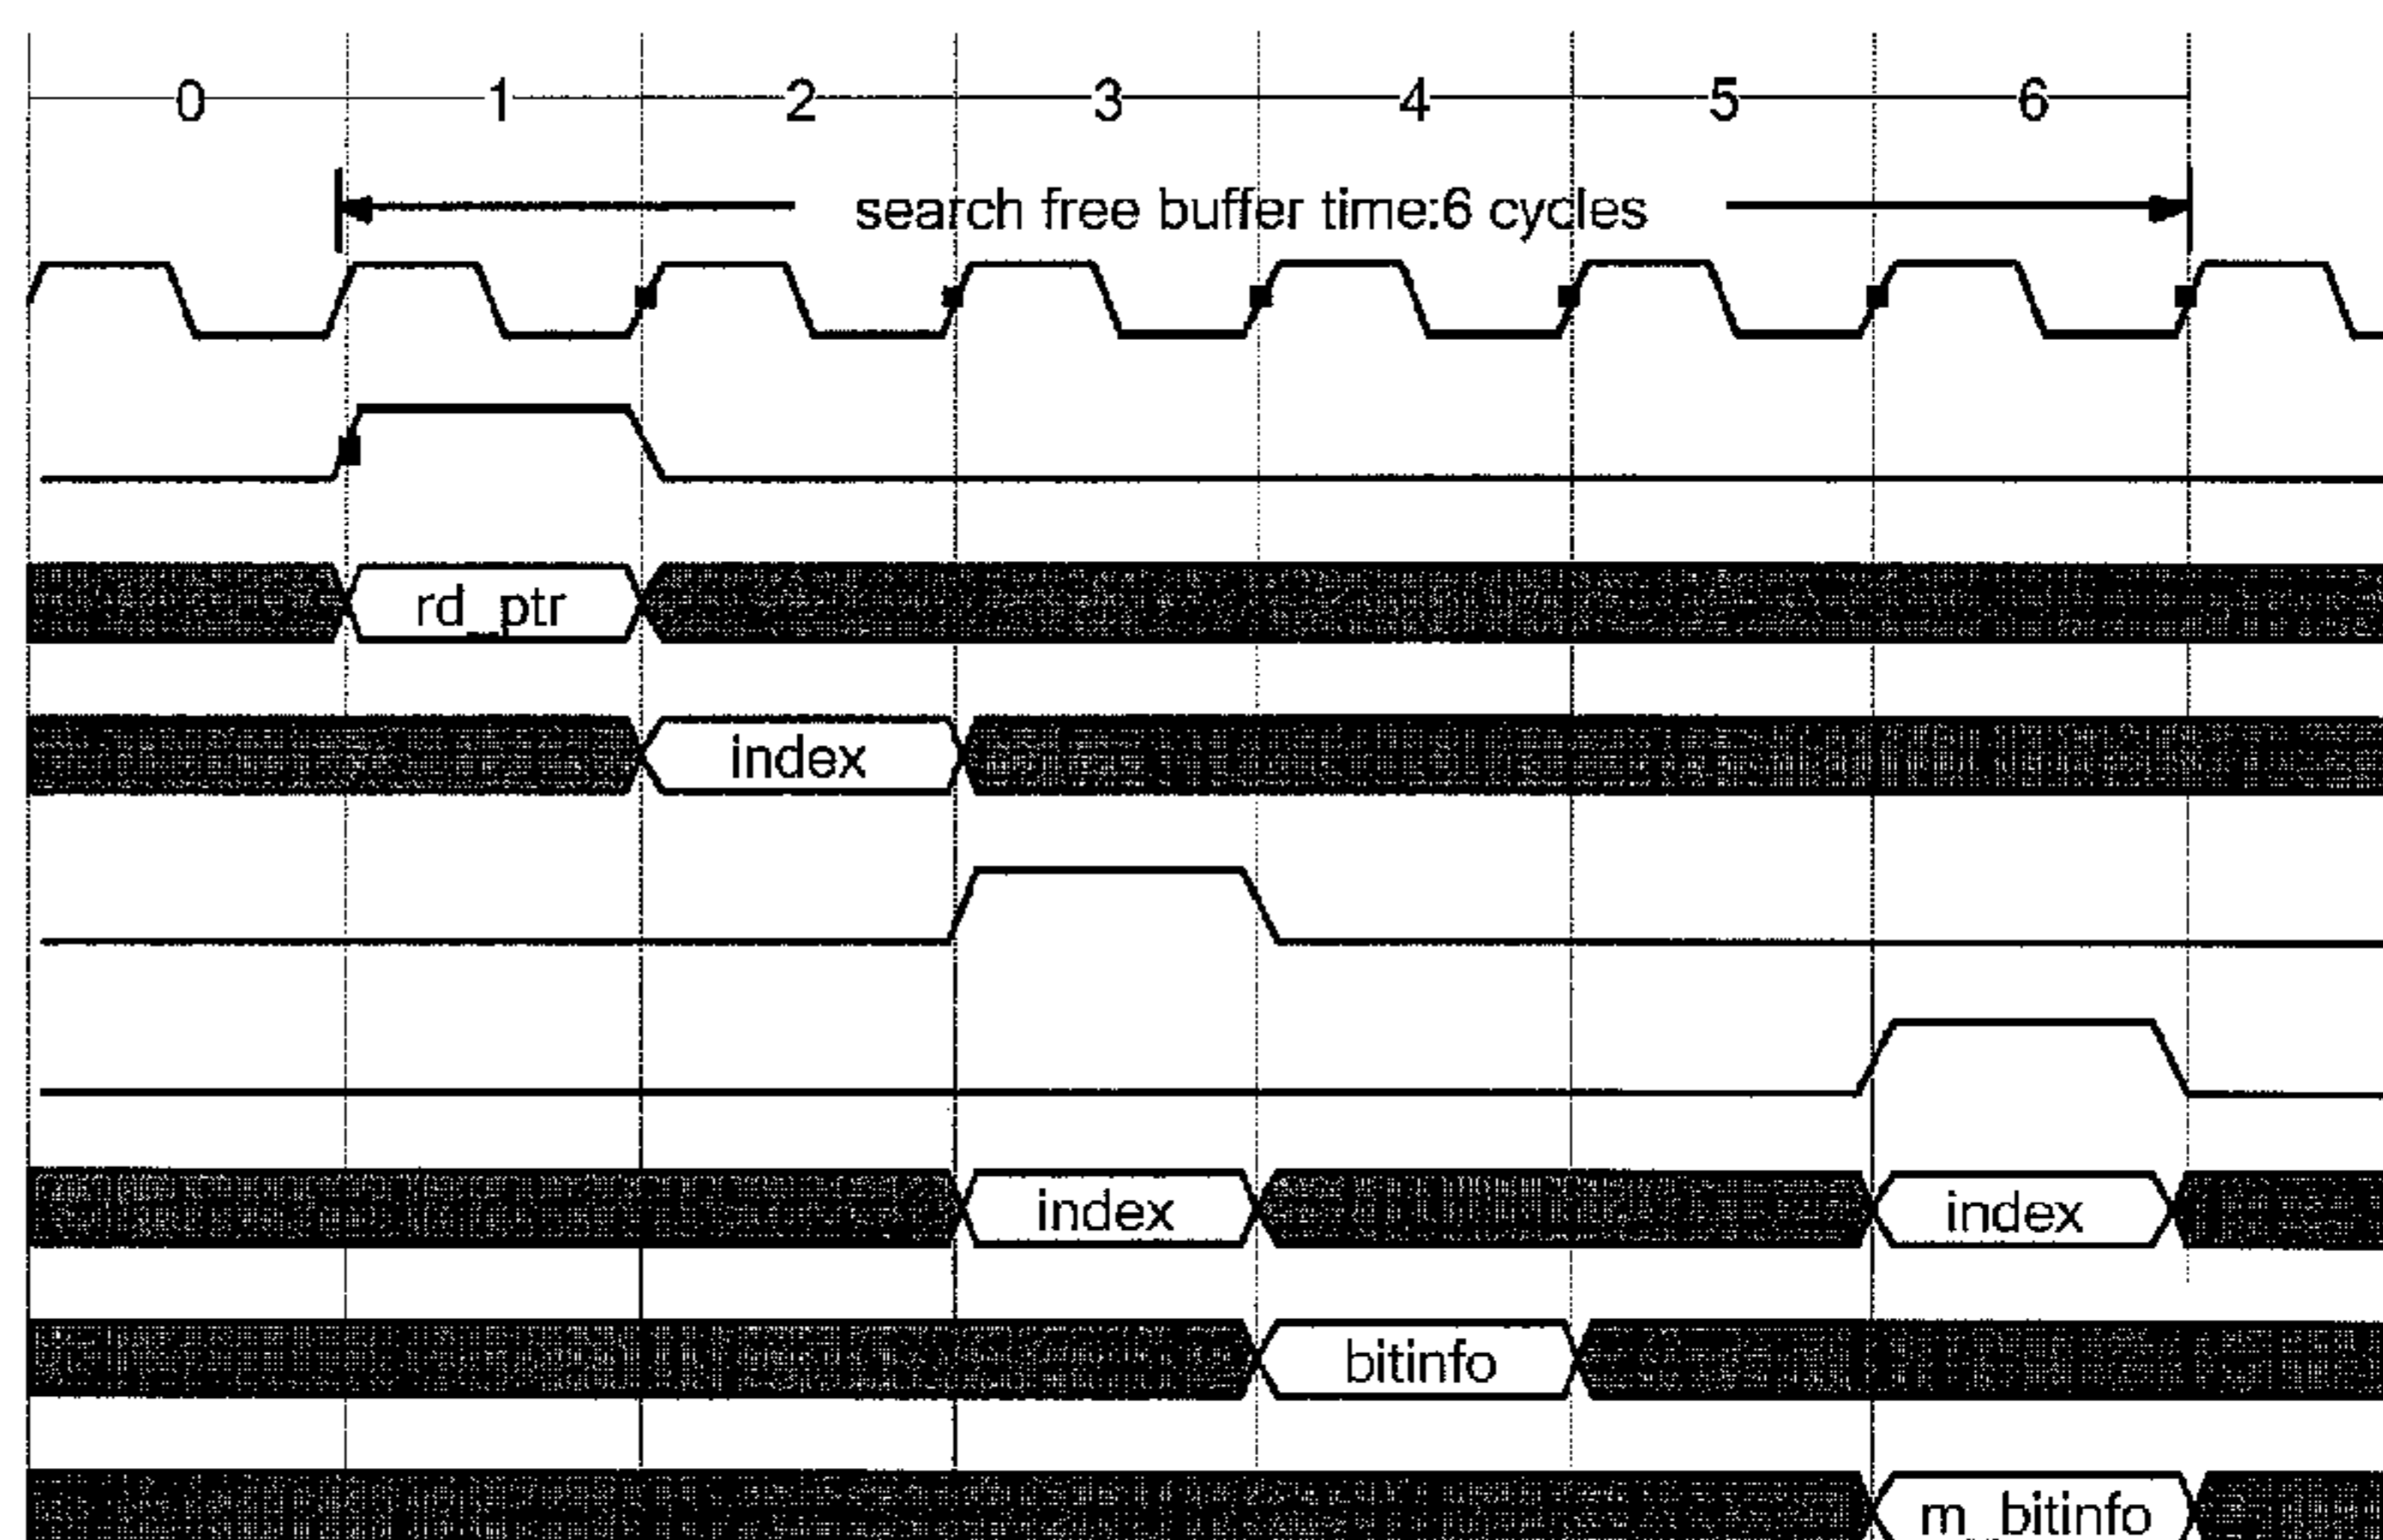 0 1 2 3 4 5 6
search free buffer time:6 cycles
rd_ptr
index
index index
bitinfo
m_bitinfo